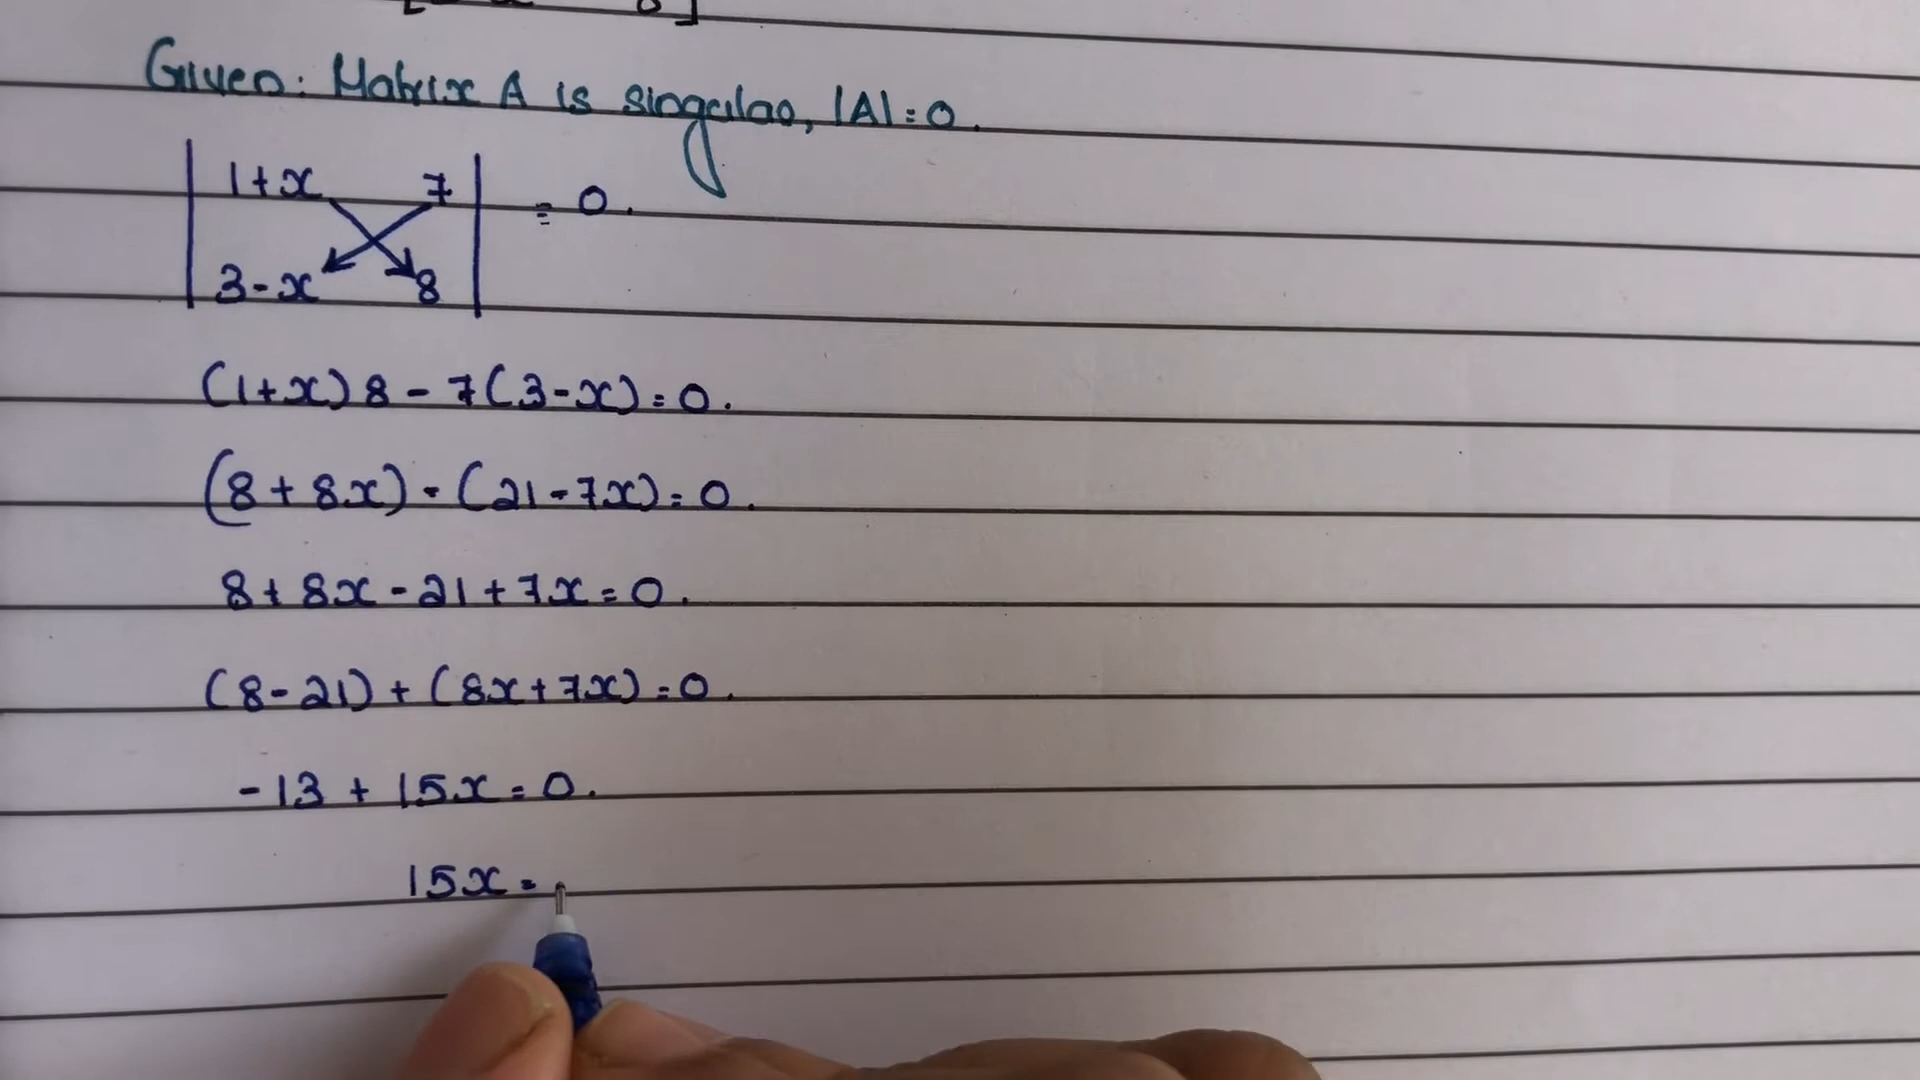 Given: Matrix A is singular, |A| = 0.
| 1+x 7 | = 0.
| 3-x 8 |
(1+x) 8 - 7(3-x) = 0.
(8 + 8x) - (21 - 7x) = 0.
8 + 8x - 21 + 7x = 0.
(8 - 21) + (8x + 7x) = 0.
-13 + 15x = 0.
15x =